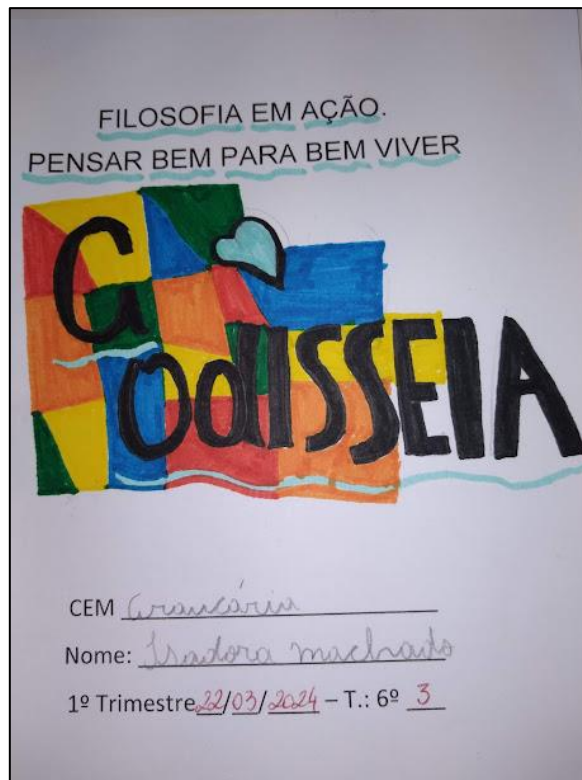 FILOSOFIA EM AÇÃO.
PENSAR BEM PARA BEM VIVER
G
OdISSEIA
CEM Araucária
Nome: Isadora machado
1º Trimestre 22/03/2024 – T.: 6º 3